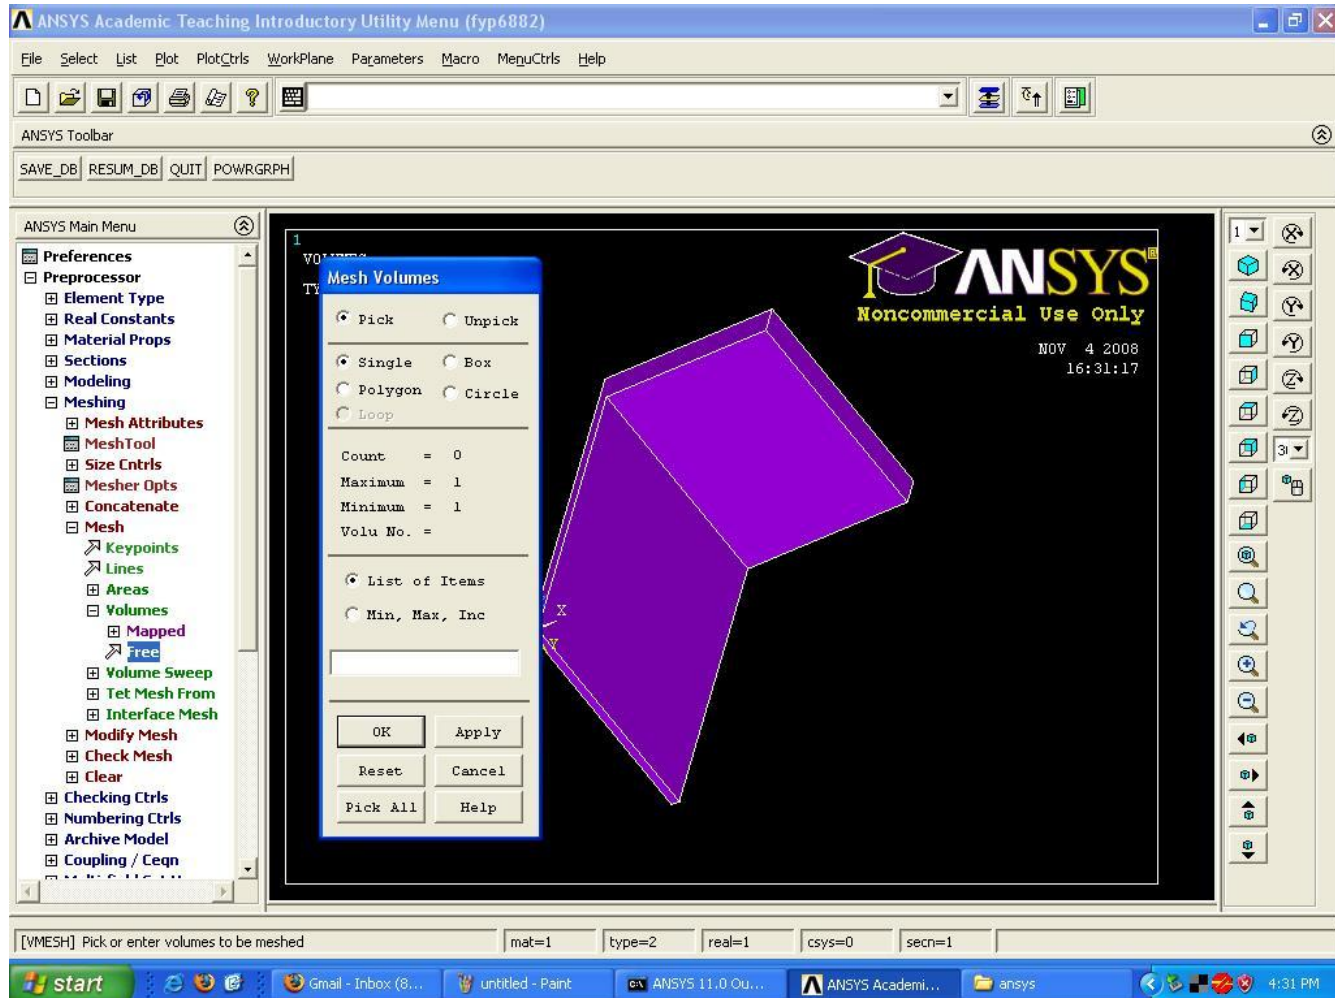 ANSYS Academic Teaching Introductory Utility Menu (fyp6882)
File Select List Plot PlotCtrls WorkPlane Parameters Macro MenuCtrls Help
ANSYS Toolbar
SAVE_DB RESUM_DB QUIT POWRGRPH
ANSYS Main Menu
Preferences
Preprocessor
Element Type
Real Constants
Material Props
Sections
Modeling
Meshing
Mesh Attributes
MeshTool
Size Cntrls
Mesher Opts
Concatenate
Mesh
Keypoints
Lines
Areas
Volumes
Mapped
Free
Volume Sweep
Tet Mesh From
Interface Mesh
Modify Mesh
Check Mesh
Clear
Checking Ctrls
Numbering Ctrls
Archive Model
Coupling / Ceqn
1
Mesh Volumes
Pick Unpick
Single Box
Polygon Circle
Loop
Count = 0
Maximum = 1
Minimum = 1
Volu No. =
List of Items
Min, Max, Inc
OK Apply
Reset Cancel
Pick All Help
X
Y
ANSYS
Noncommercial Use Only
NOV 4 2008
16:31:17
1
[VMESH] Pick or enter volumes to be meshed
mat=1 type=2 real=1 csys=0 secn=1
start Gmail - Inbox (8... untitled - Paint ANSYS 11.0 Ou... ANSYS Academi... ansys 4:31 PM